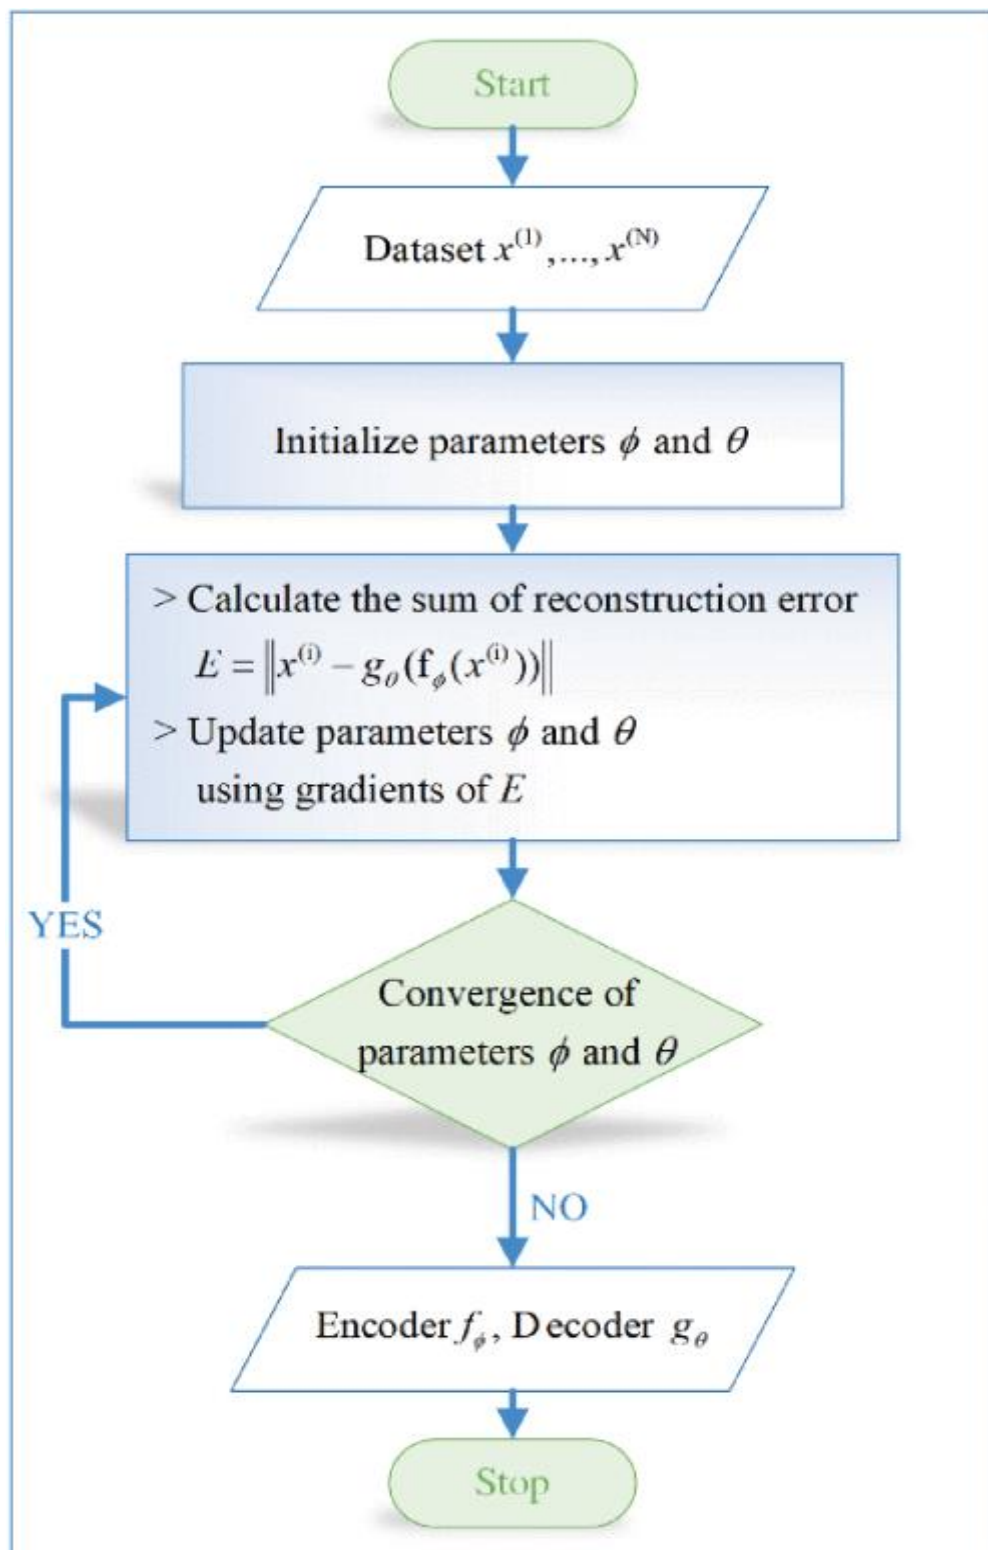 Start
Dataset x^(1),...,x^(N)
Initialize parameters ϕ and θ
> Calculate the sum of reconstruction error
E = ‖x^(i) − g_θ(f_ϕ(x^(i)))‖
> Update parameters ϕ and θ
using gradients of E
YES
Convergence of
parameters ϕ and θ
NO
Encoder f_ϕ, Decoder g_θ
Stop